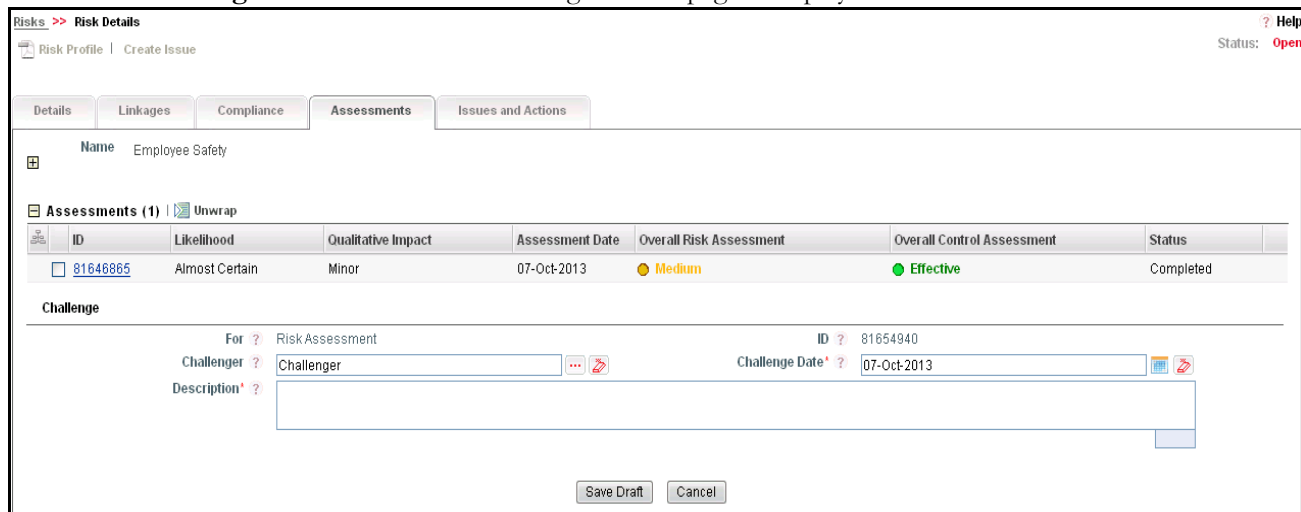 Risks >> Risk Details ? Help
Risk Profile | Create Issue Status: Open
Details Linkages Compliance Assessments Issues and Actions
Name Employee Safety
Assessments (1) | Unwrap
ID Likelihood Qualitative Impact Assessment Date Overall Risk Assessment Overall Control Assessment Status
81646865 Almost Certain Minor 07-Oct-2013 Medium Effective Completed
Challenge
For ? Risk Assessment ID ? 81654940
Challenger ? Challenger ... Challenge Date* ? 07-Oct-2013
Description* ?
Save Draft Cancel